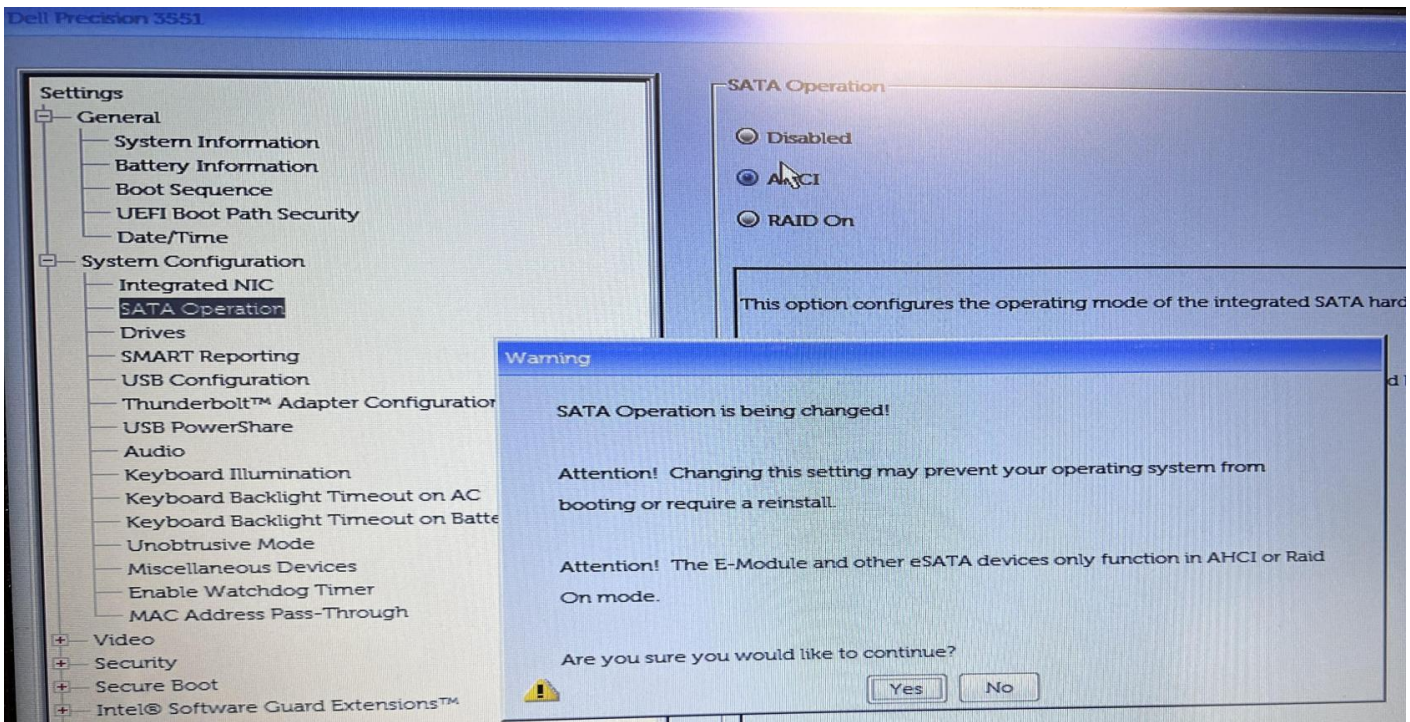 Dell Precision 3551
Settings
General
System Information
Battery Information
Boot Sequence
UEFI Boot Path Security
Date/Time
System Configuration
Integrated NIC
SATA Operation
Drives
SMART Reporting
USB Configuration
Thunderbolt™ Adapter Configuration
USB PowerShare
Audio
Keyboard Illumination
Keyboard Backlight Timeout on AC
Keyboard Backlight Timeout on Batte
Unobtrusive Mode
Miscellaneous Devices
Enable Watchdog Timer
MAC Address Pass-Through
Video
Security
Secure Boot
Intel® Software Guard Extensions™
SATA Operation
Disabled
AHCI
RAID On
This option configures the operating mode of the integrated SATA hard
Warning
SATA Operation is being changed!
Attention! Changing this setting may prevent your operating system from
booting or require a reinstall.
Attention! The E-Module and other eSATA devices only function in AHCI or Raid
On mode.
Are you sure you would like to continue?
Yes
No